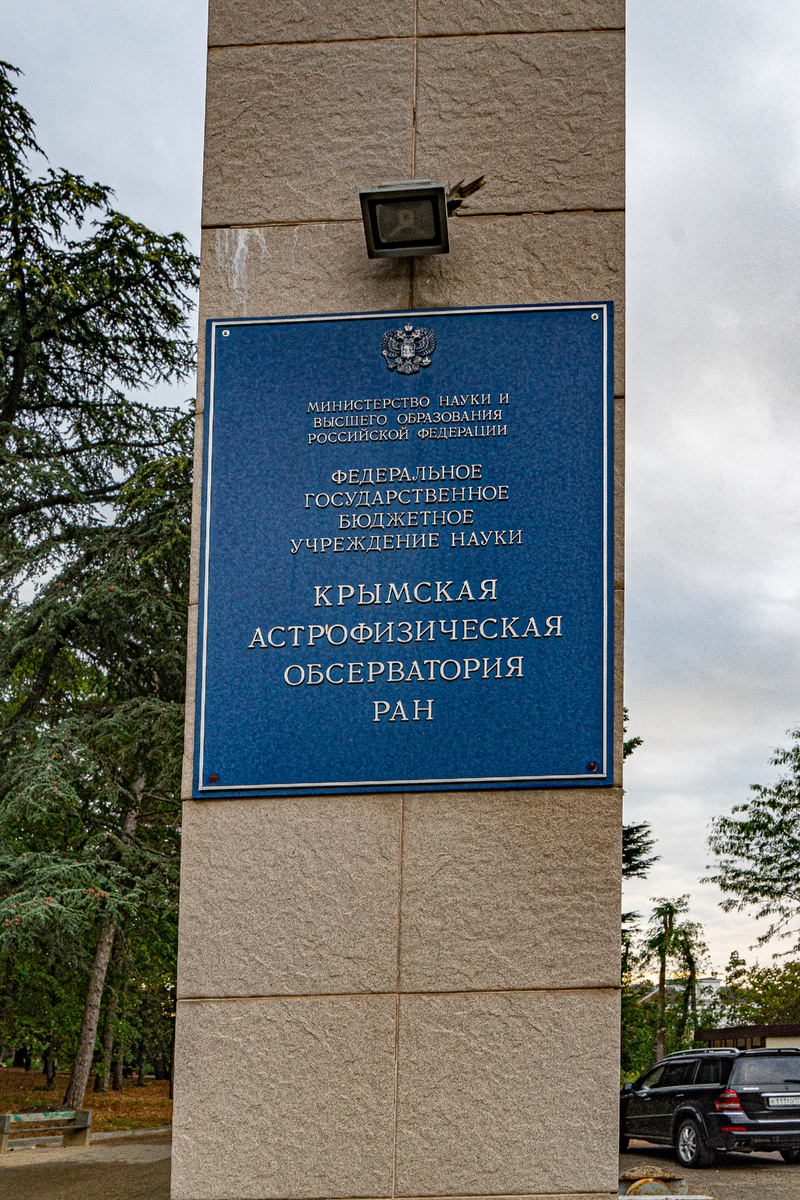 МИНИСТЕРСТВО НАУКИ И
ВЫСШЕГО ОБРАЗОВАНИЯ
РОССИЙСКОЙ ФЕДЕРАЦИИ
ФЕДЕРАЛЬНОЕ
ГОСУДАРСТВЕННОЕ
БЮДЖЕТНОЕ
УЧРЕЖДЕНИЕ НАУКИ
КРЫМСКАЯ
АСТРОФИЗИЧЕСКАЯ
ОБСЕРВАТОРИЯ
РАН